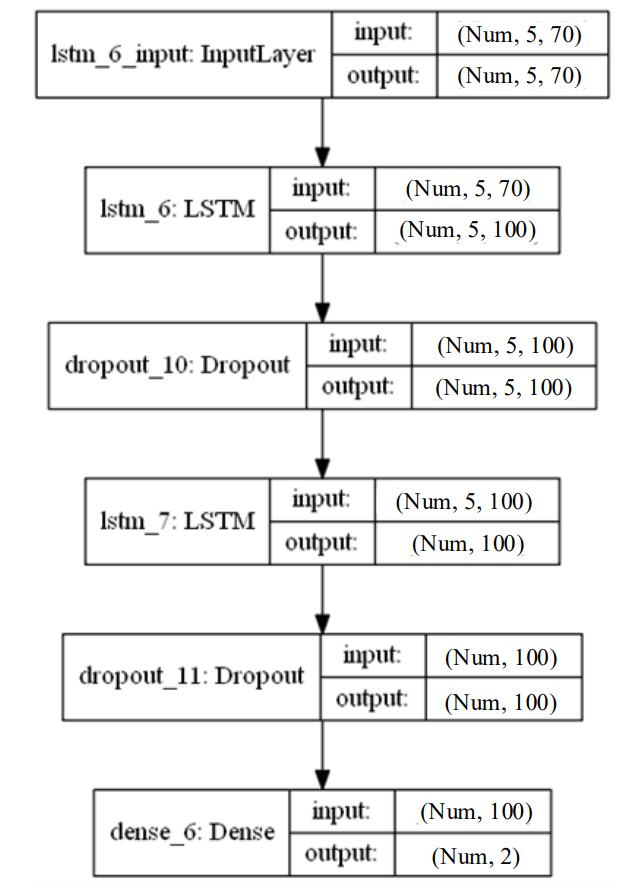 lstm_6_input: InputLayer
input: (Num, 5, 70)
output: (Num, 5, 70)
lstm_6: LSTM
input: (Num, 5, 70)
output: (Num, 5, 100)
dropout_10: Dropout
input: (Num, 5, 100)
output: (Num, 5, 100)
lstm_7: LSTM
input: (Num, 5, 100)
output: (Num, 100)
dropout_11: Dropout
input: (Num, 100)
output: (Num, 100)
dense_6: Dense
input: (Num, 100)
output: (Num, 2)